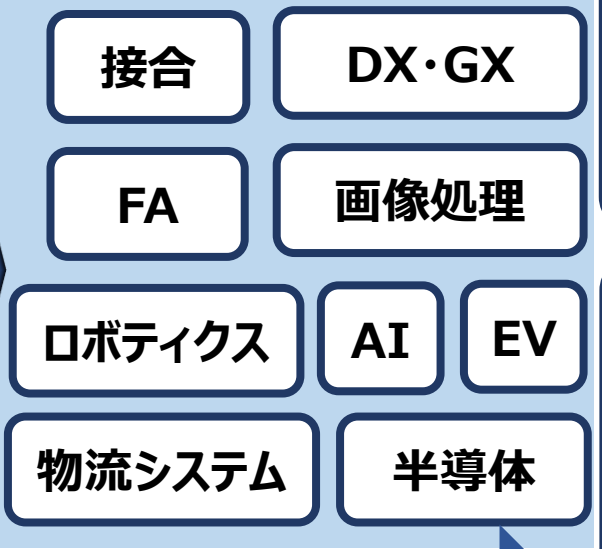 接合
DX・GX
FA
画像処理
ロボティクス
AI
EV
物流システム
半導体